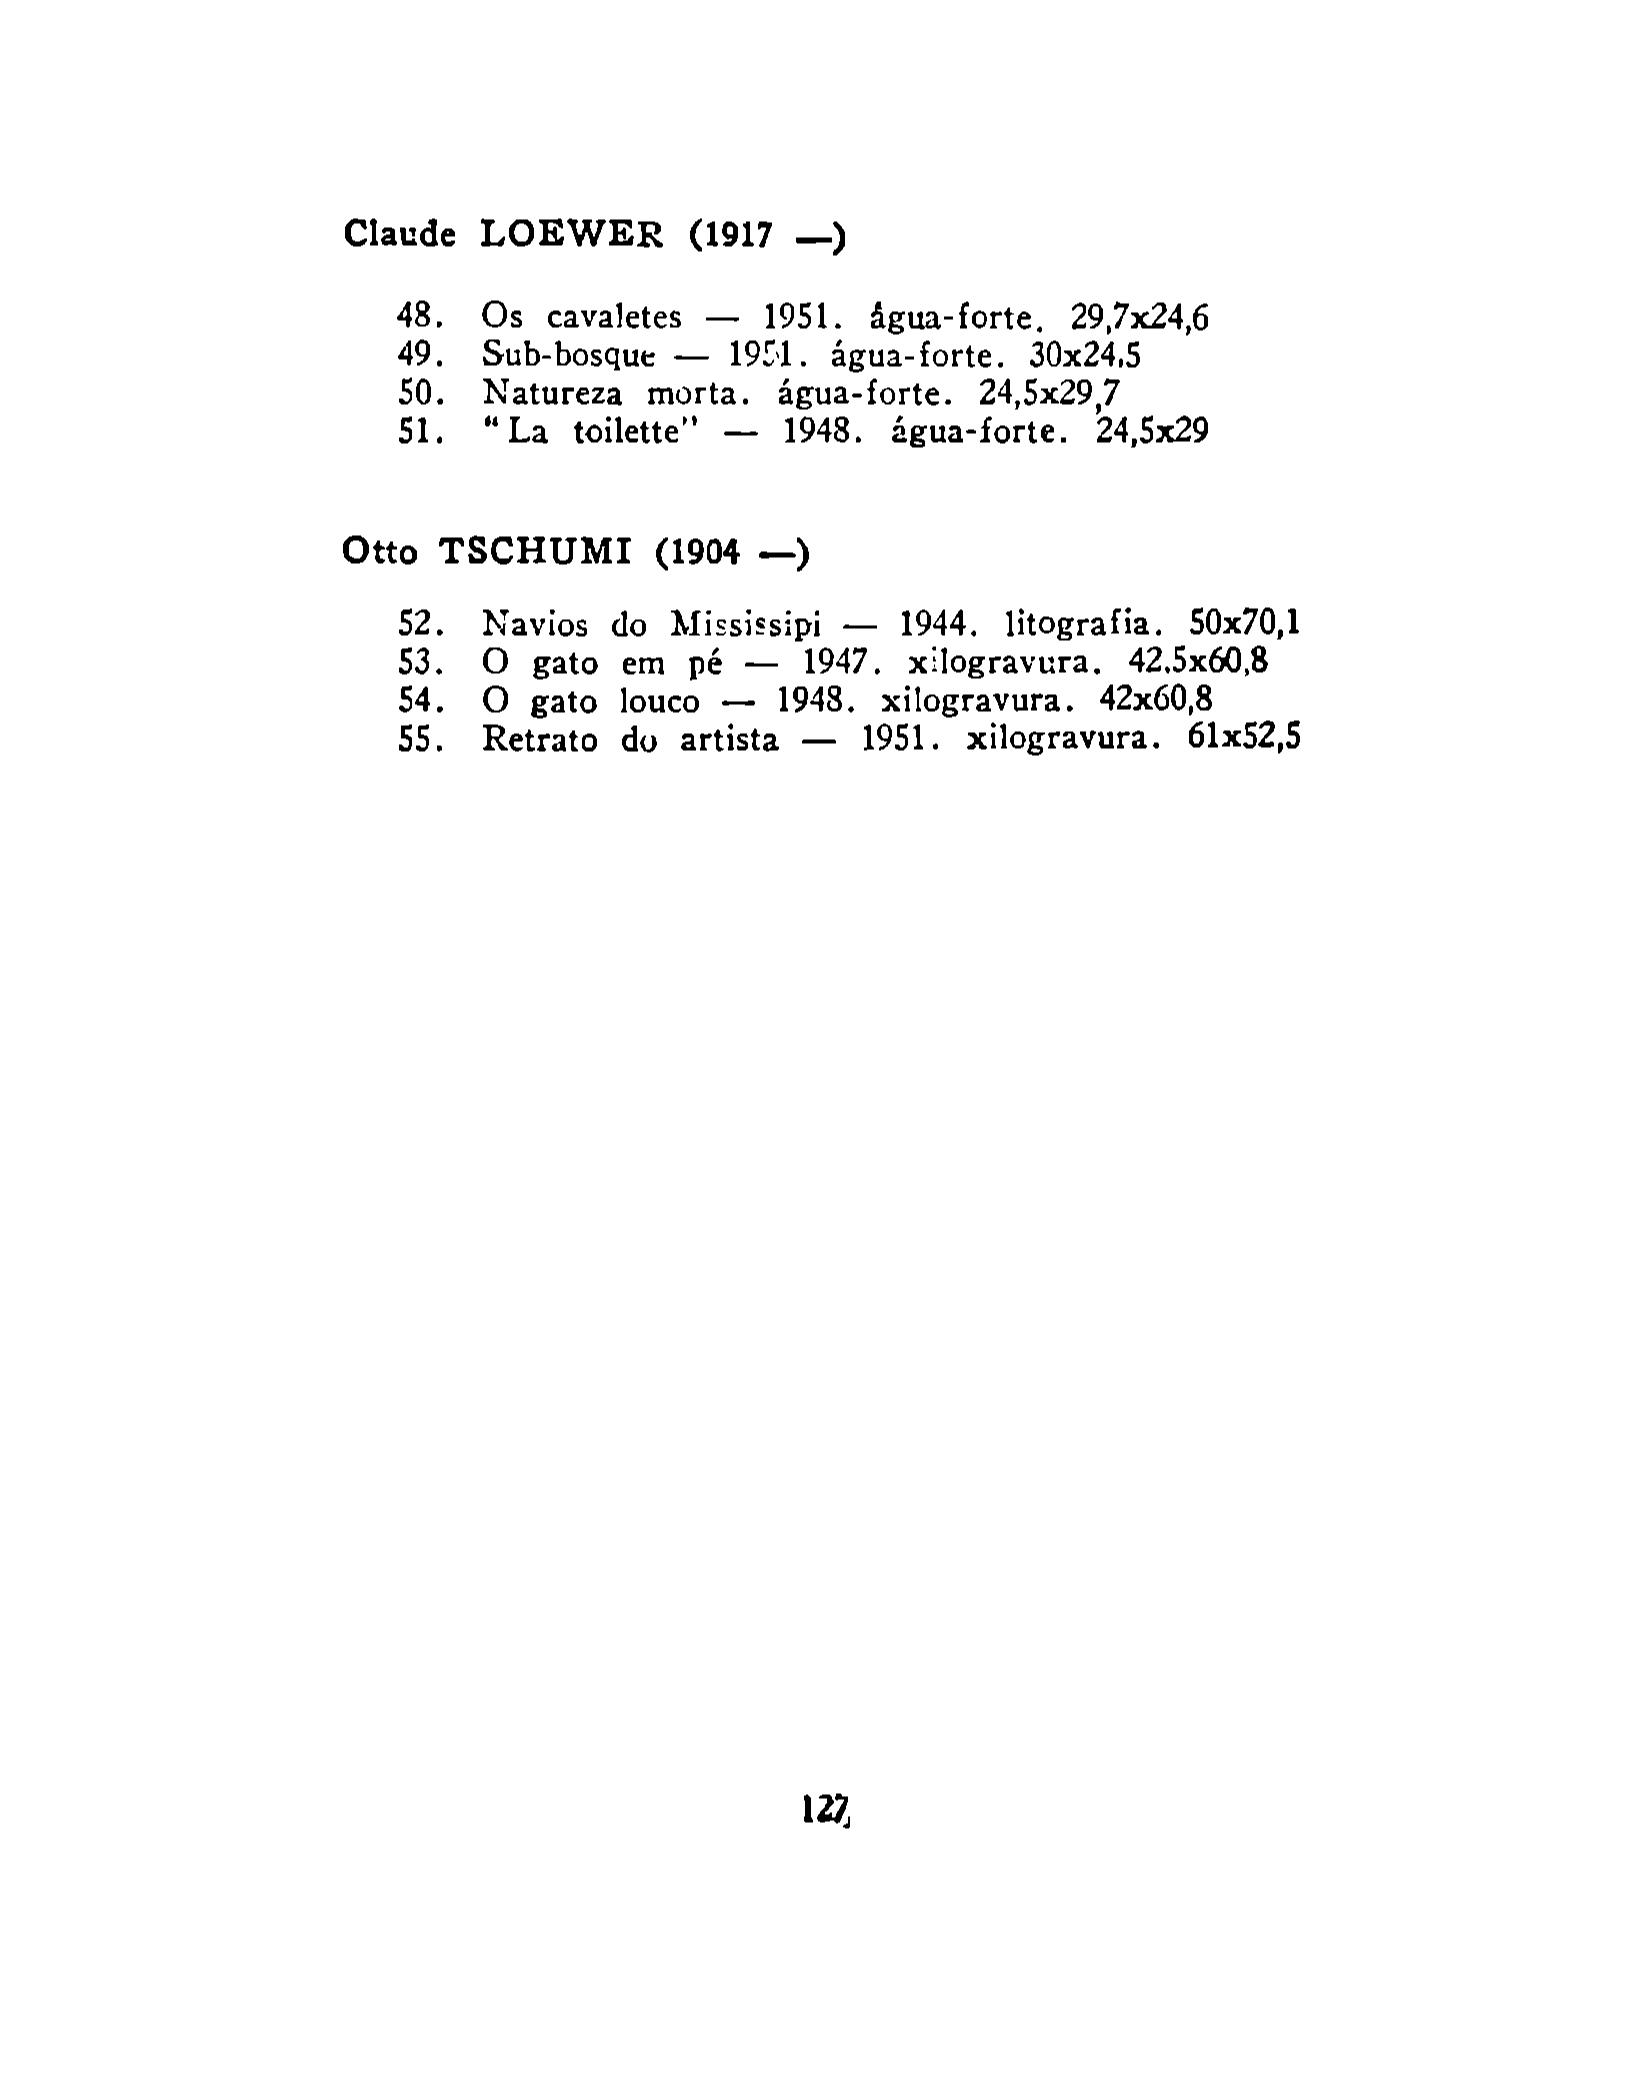 Claude LOEWER (1917 —)
48. Os cavaletes — 1951. água-forte. 29,7x24,6
49. Sub-bosque — 1951. água-forte. 30x24,5
50. Natureza morta. água-forte. 24,5x29,7
51. "La toilette" — 1948. água-forte. 24,5x29
Otto TSCHUMI (1904 —)
52. Navios do Mississipi — 1944. litografia. 50x70,1
53. O gato em pé — 1947. xilogravura. 42,5x60,8
54. O gato louco — 1948. xilogravura. 42x60,8
55. Retrato do artista — 1951. xilogravura. 61x52,5
127